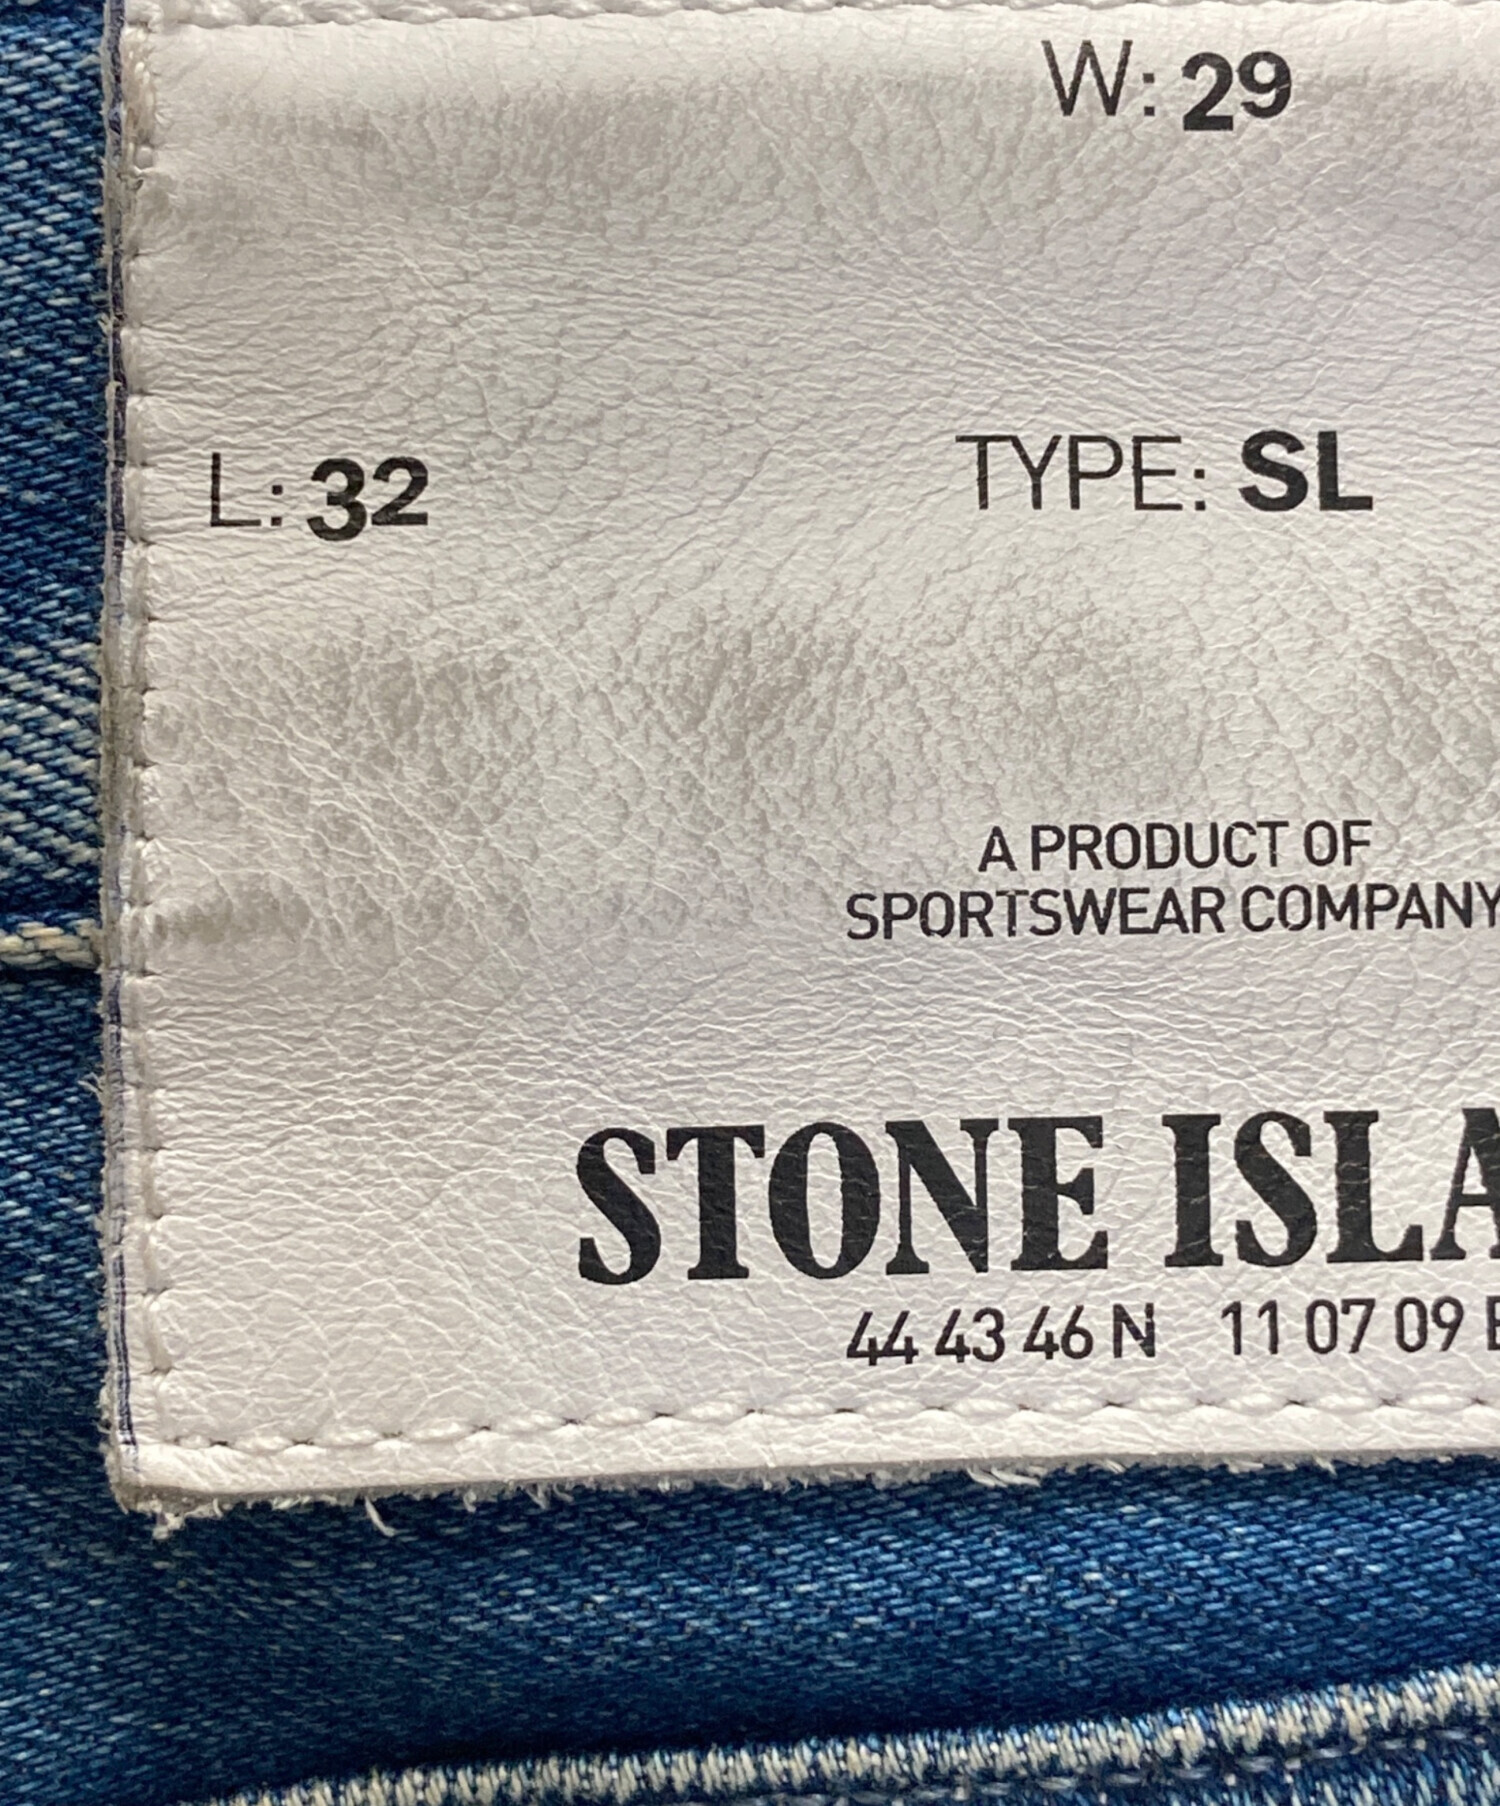 W: 29
L: 32 TYPE: SL
A PRODUCT OF
SPORTSWEAR COMPANY
STONE ISLA
44 43 46 N 11 07 09 E